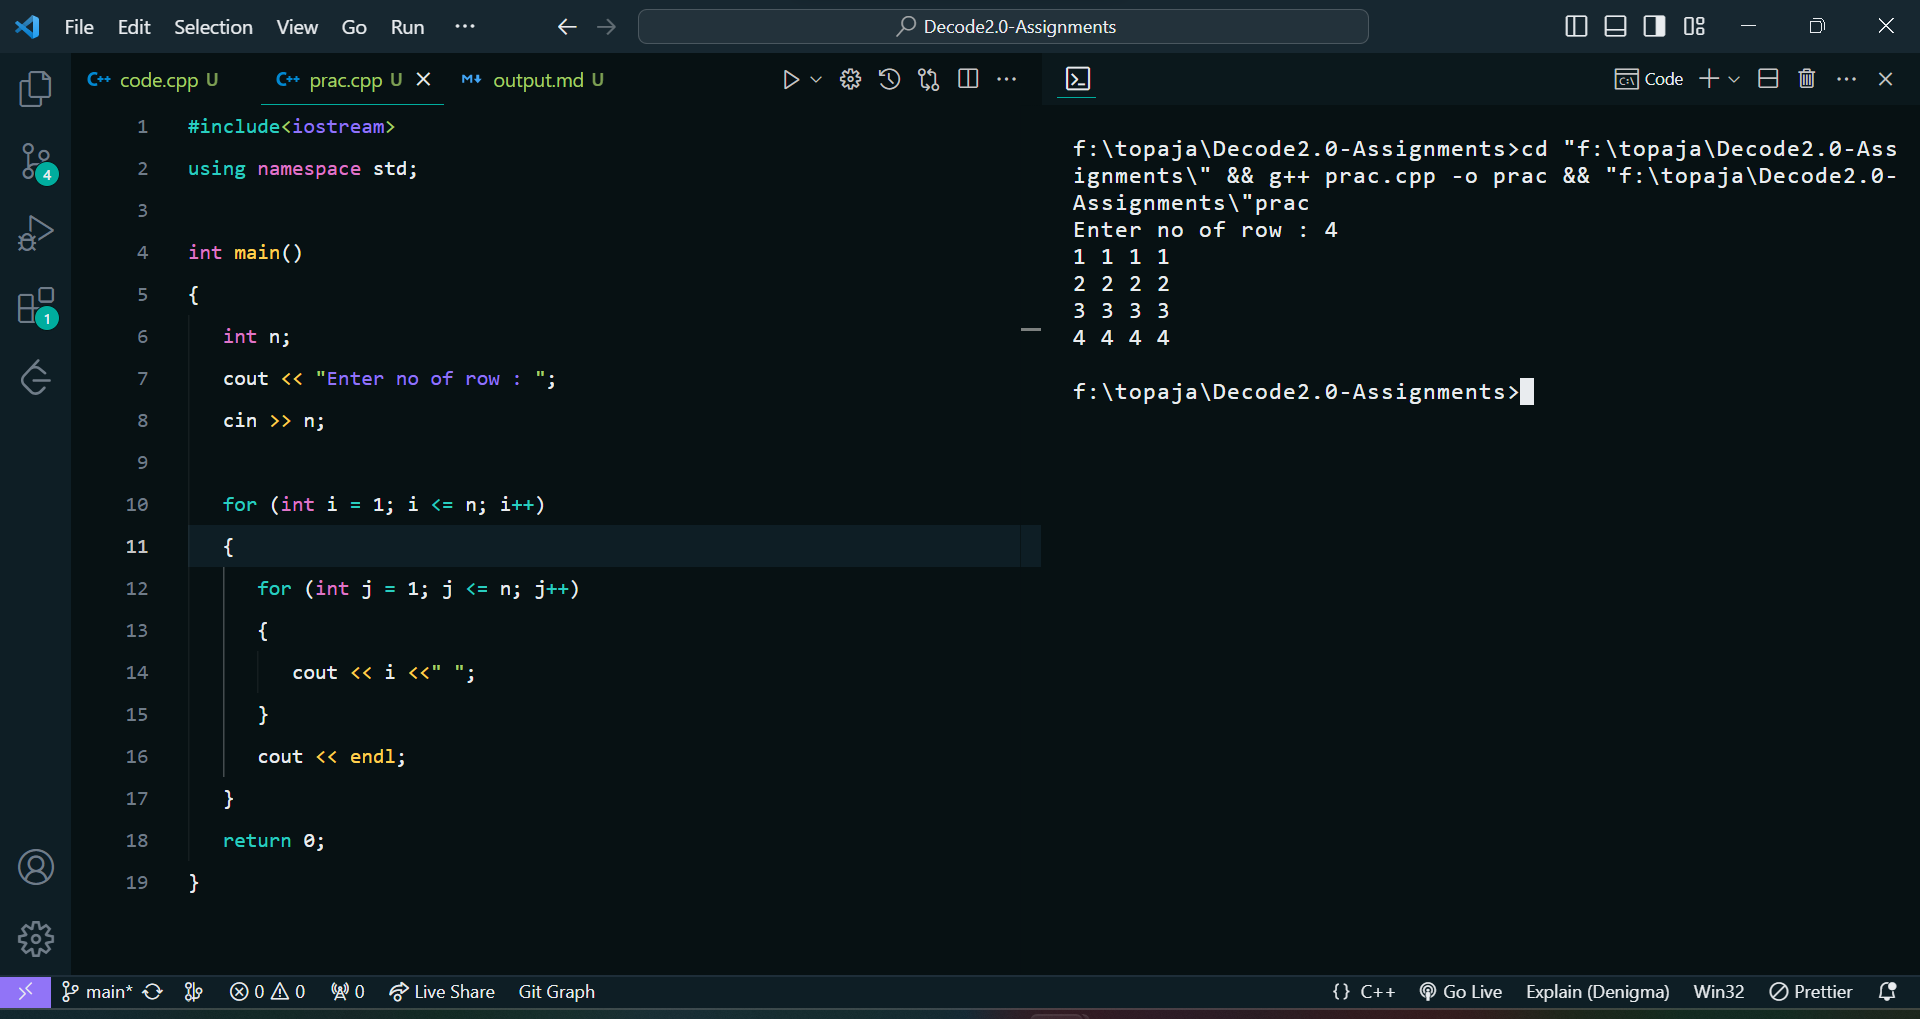 File Edit Selection View Go Run ··· Decode2.0-Assignments
code.cpp U prac.cpp U output.md U
Code
1 #include<iostream>
2 using namespace std;
3
4 int main()
5 {
6 int n;
7 cout << "Enter no of row : ";
8 cin >> n;
9
10 for (int i = 1; i <= n; i++)
11 {
12 for (int j = 1; j <= n; j++)
13 {
14 cout << i <<" ";
15 }
16 cout << endl;
17 }
18 return 0;
19 }
f:\topaja\Decode2.0-Assignments>cd "f:\topaja\Decode2.0-Ass
ignments\" && g++ prac.cpp -o prac && "f:\topaja\Decode2.0-
Assignments\"prac
Enter no of row : 4
1 1 1 1
2 2 2 2
3 3 3 3
4 4 4 4
f:\topaja\Decode2.0-Assignments>
4
1
main* 0 0 0 Live Share Git Graph {} C++ Go Live Explain (Denigma) Win32 Prettier